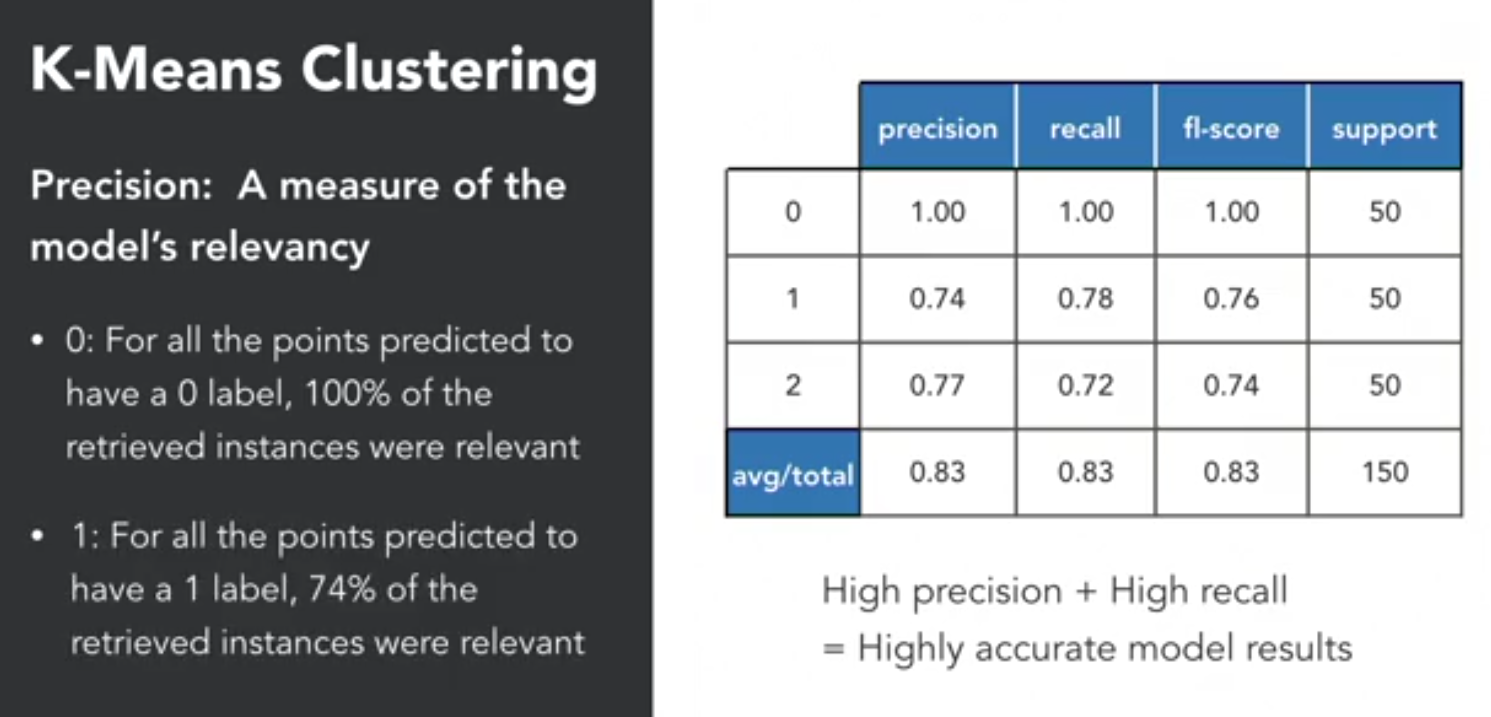 K-Means Clustering
Precision: A measure of the
model's relevancy
• 0: For all the points predicted to
have a 0 label, 100% of the
retrieved instances were relevant
• 1: For all the points predicted to
have a 1 label, 74% of the
retrieved instances were relevant
precision recall fl-score support
0 1.00 1.00 1.00 50
1 0.74 0.78 0.76 50
2 0.77 0.72 0.74 50
avg/total 0.83 0.83 0.83 150
High precision + High recall
= Highly accurate model results